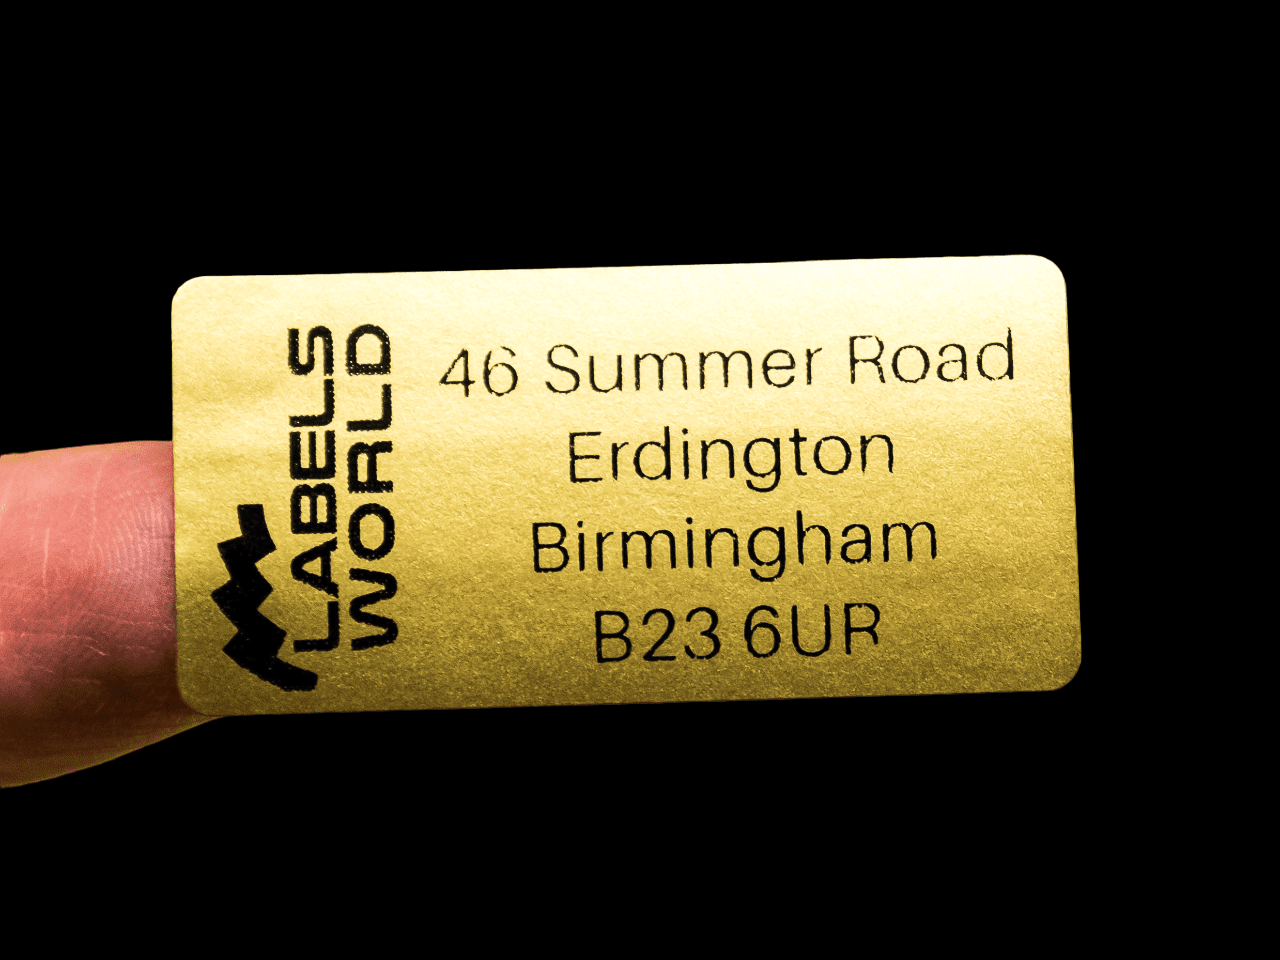 LABELS
WORLD
46 Summer Road
Erdington
Birmingham
B23 6UR